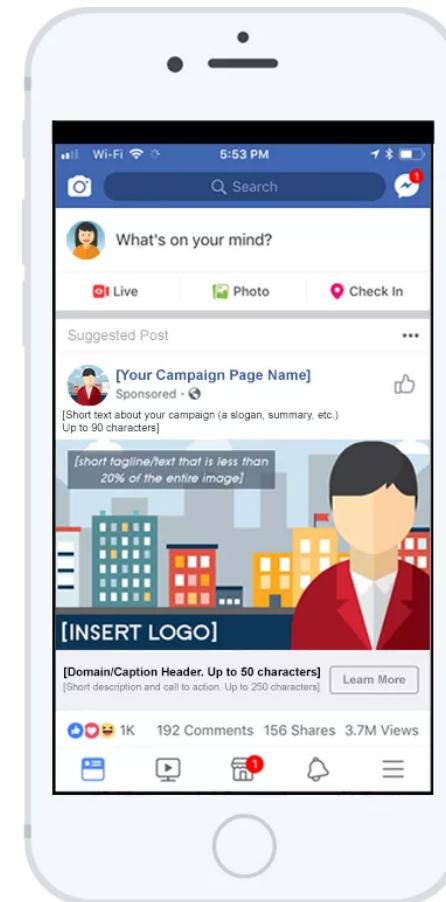 Wi-Fi 5:53 PM
Search
1
What's on your mind?
Live Photo Check In
Suggested Post
[Your Campaign Page Name]
Sponsored ·
[Short text about your campaign (a slogan, summary, etc.)
Up to 90 characters]
[short tagline/text that is less than
20% of the entire image]
[INSERT LOGO]
[Domain/Caption Header. Up to 50 characters]
[Short description and call to action. Up to 250 characters]
Learn More
1K 192 Comments 156 Shares 3.7M Views
1